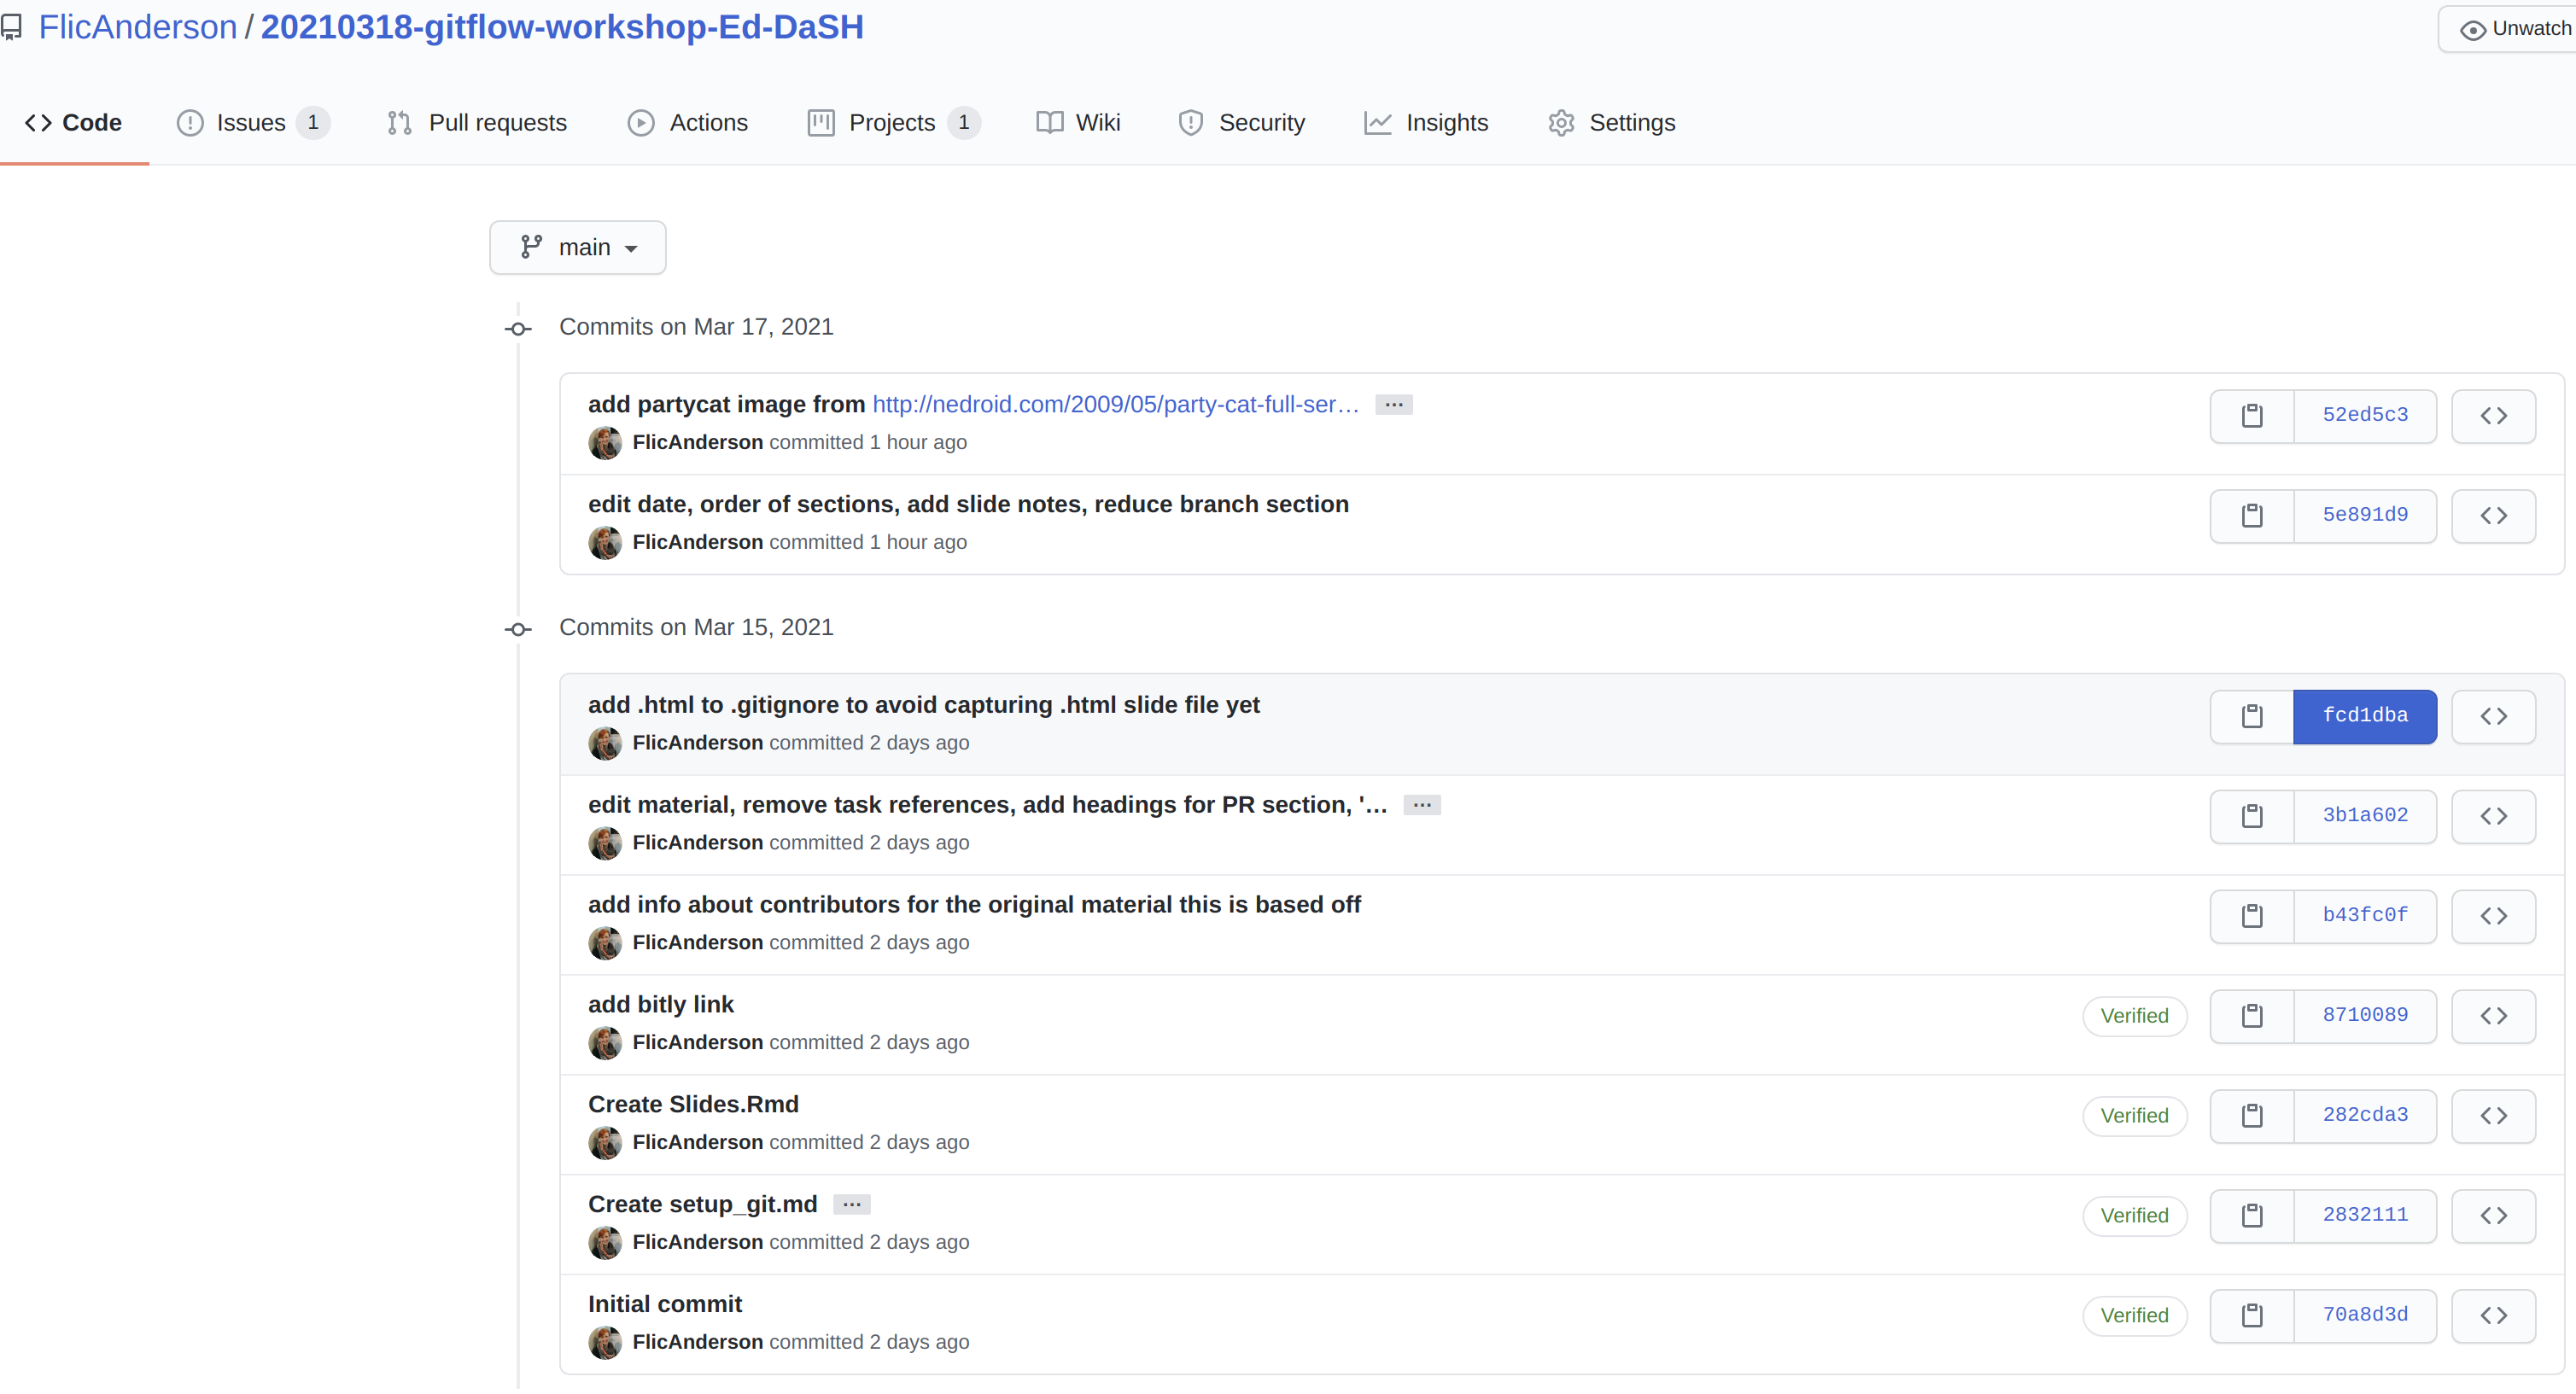 FlicAnderson / 20210318-gitflow-workshop-Ed-DaSH
Unwatch
Code
Issues 1
Pull requests
Actions
Projects 1
Wiki
Security
Insights
Settings
main
Commits on Mar 17, 2021
add partycat image from http://nedroid.com/2009/05/party-cat-full-ser… …
FlicAnderson committed 1 hour ago
52ed5c3
edit date, order of sections, add slide notes, reduce branch section
FlicAnderson committed 1 hour ago
5e891d9
Commits on Mar 15, 2021
add .html to .gitignore to avoid capturing .html slide file yet
FlicAnderson committed 2 days ago
fcd1dba
edit material, remove task references, add headings for PR section, '… …
FlicAnderson committed 2 days ago
3b1a602
add info about contributors for the original material this is based off
FlicAnderson committed 2 days ago
b43fc0f
add bitly link
FlicAnderson committed 2 days ago
Verified
8710089
Create Slides.Rmd
FlicAnderson committed 2 days ago
Verified
282cda3
Create setup_git.md …
FlicAnderson committed 2 days ago
Verified
2832111
Initial commit
FlicAnderson committed 2 days ago
Verified
70a8d3d